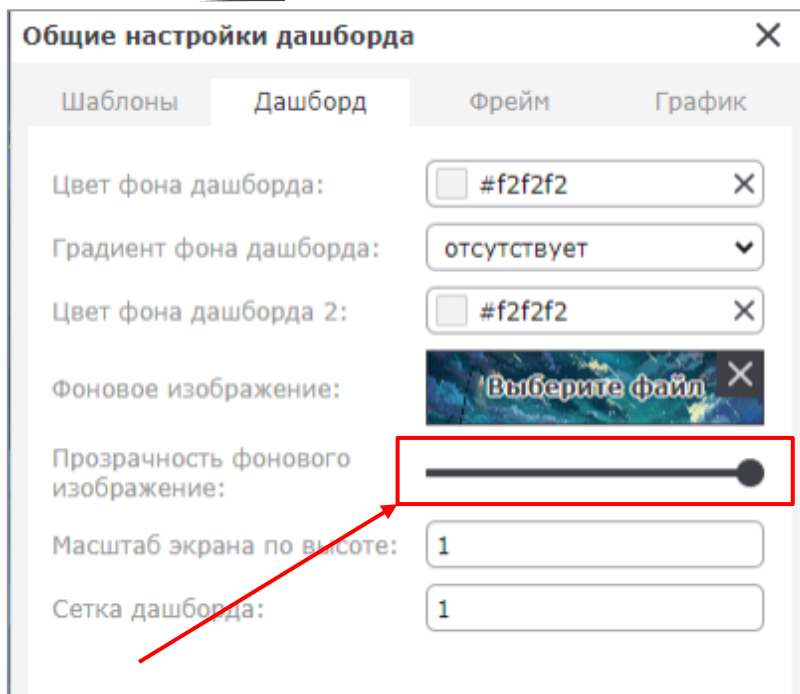 Общие настройки дашборда
Шаблоны Дашборд Фрейм График
Цвет фона дашборда: #f2f2f2
Градиент фона дашборда: отсутствует
Цвет фона дашборда 2: #f2f2f2
Фоновое изображение: Выберите файл
Прозрачность фонового
изображение:
Масштаб экрана по высоте: 1
Сетка дашборда: 1